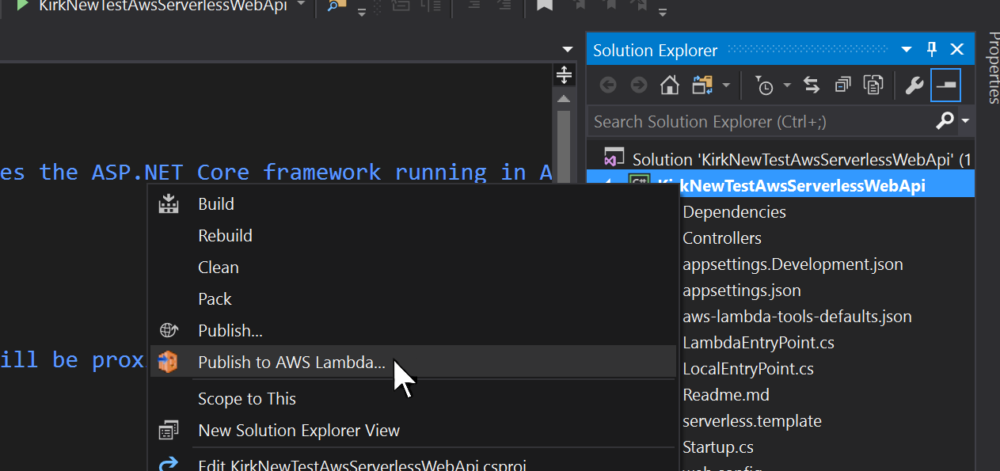 KirkNewTestAwsServerlessWebApi
Solution Explorer
Properties
Search Solution Explorer (Ctrl+;)
Solution 'KirkNewTestAwsServerlessWebApi' (1
C# KirkNewTestAwsServerlessWebApi
es the ASP.NET Core framework running in A
ill be prox
Build
Rebuild
Clean
Pack
Publish...
Publish to AWS Lambda...
Scope to This
New Solution Explorer View
Edit KirkNewTestAwsServerlessWebApi.csproj
Dependencies
Controllers
appsettings.Development.json
appsettings.json
aws-lambda-tools-defaults.json
LambdaEntryPoint.cs
LocalEntryPoint.cs
Readme.md
serverless.template
Startup.cs
web.config